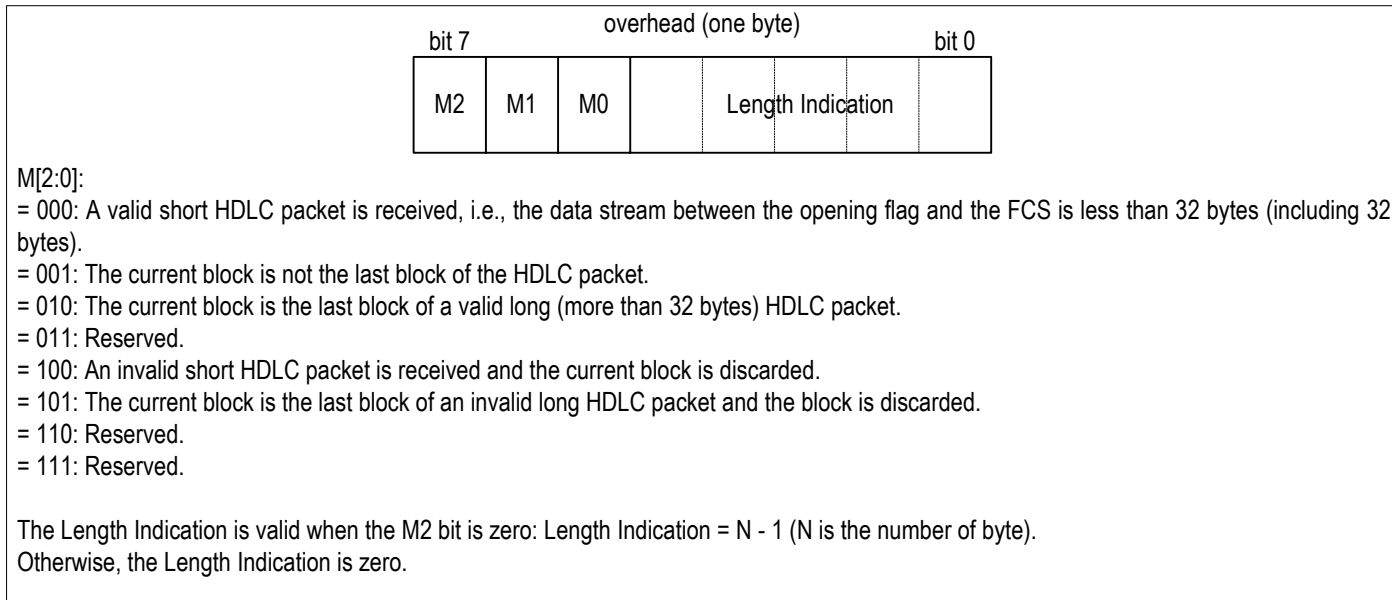 overhead (one byte)
bit 7 bit 0
M2 M1 M0 Length Indication
M[2:0]:
= 000: A valid short HDLC packet is received, i.e., the data stream between the opening flag and the FCS is less than 32 bytes (including 32
bytes).
= 001: The current block is not the last block of the HDLC packet.
= 010: The current block is the last block of a valid long (more than 32 bytes) HDLC packet.
= 011: Reserved.
= 100: An invalid short HDLC packet is received and the current block is discarded.
= 101: The current block is the last block of an invalid long HDLC packet and the block is discarded.
= 110: Reserved.
= 111: Reserved.
The Length Indication is valid when the M2 bit is zero: Length Indication = N - 1 (N is the number of byte).
Otherwise, the Length Indication is zero.